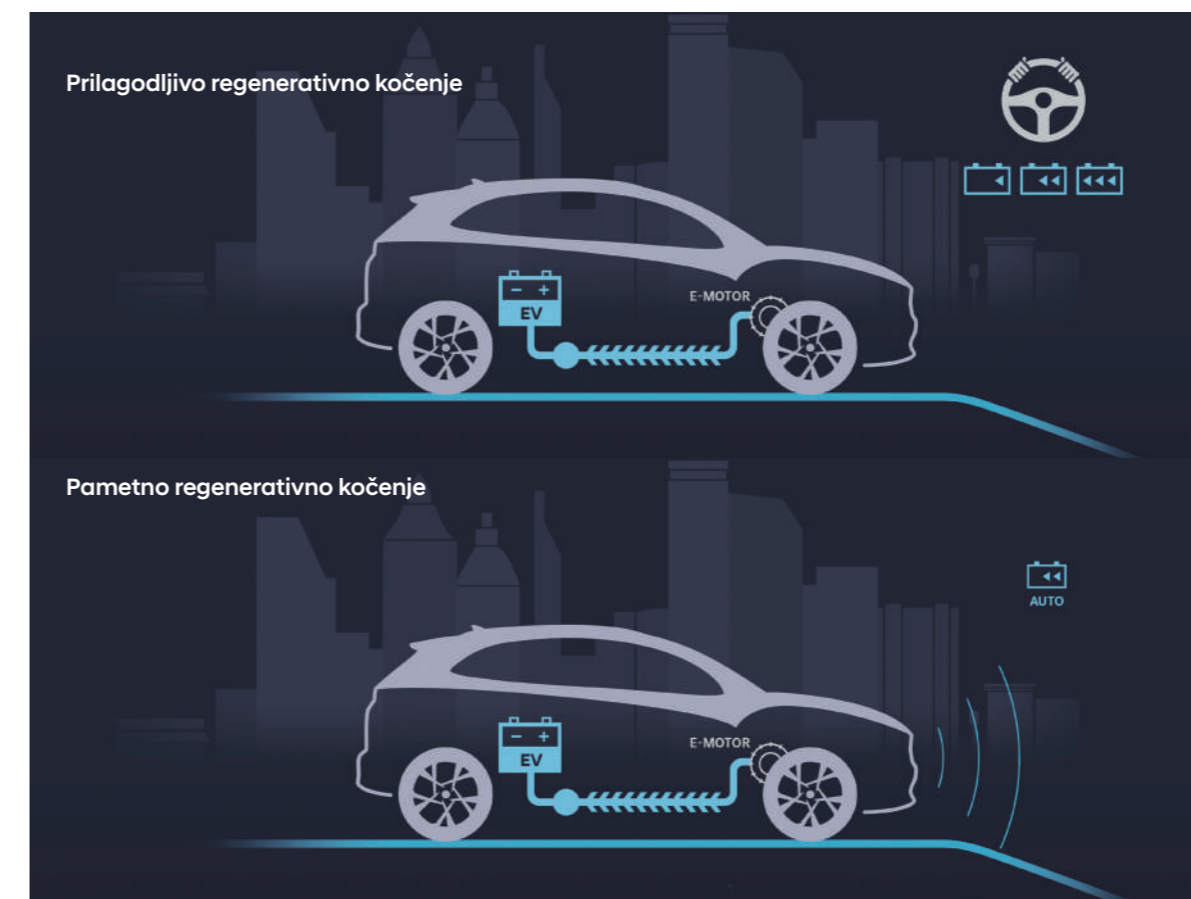 Prilagodljivo regenerativno kočenje
E-MOTOR
- +
EV
Pametno regenerativno kočenje
AUTO
E-MOTOR
- +
EV